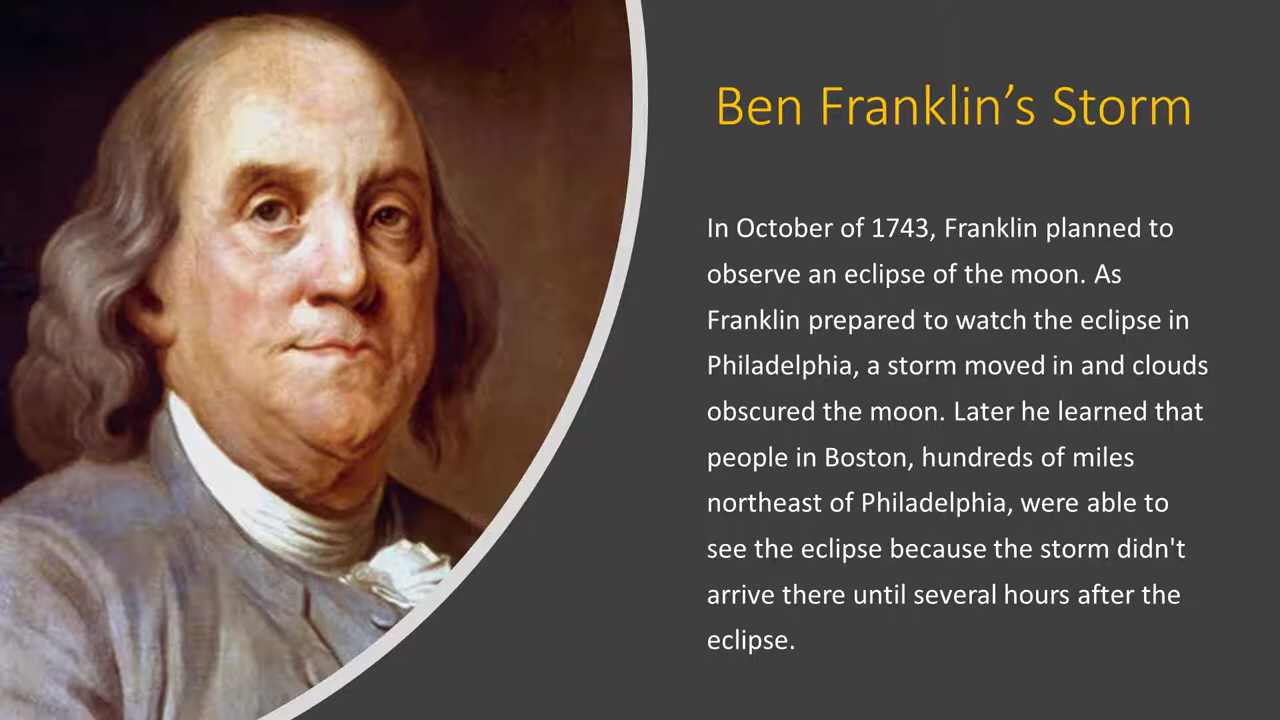 Ben Franklin’s Storm
In October of 1743, Franklin planned to
observe an eclipse of the moon. As
Franklin prepared to watch the eclipse in
Philadelphia, a storm moved in and clouds
obscured the moon. Later he learned that
people in Boston, hundreds of miles
northeast of Philadelphia, were able to
see the eclipse because the storm didn't
arrive there until several hours after the
eclipse.